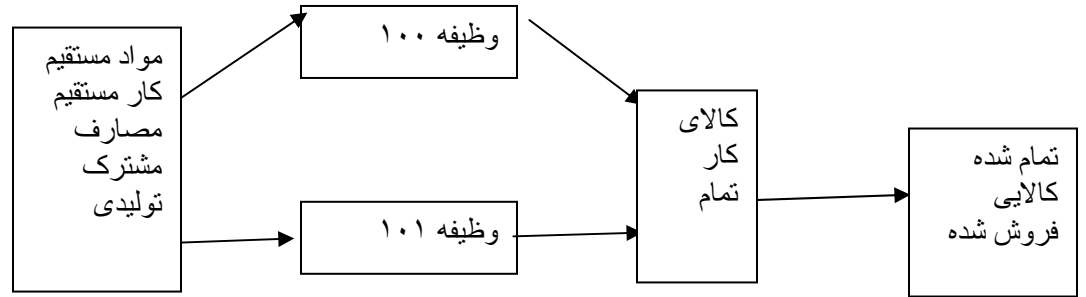 مواد مستقیم
کار مستقیم
مصارف
مشترک
تولیدی
وظیفه ۱۰۰
وظیفه ۱۰۱
کالای
کار
تمام
تمام شده
کالایی
فروش شده